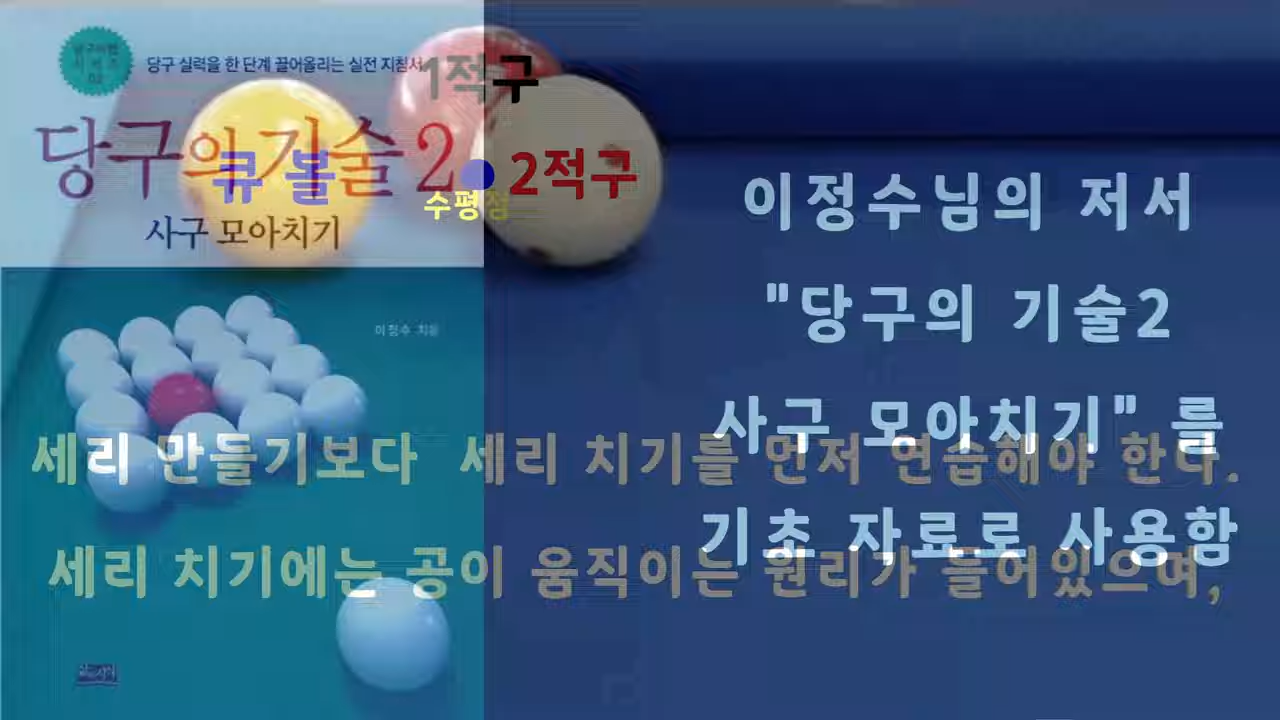 당구 실력을 한 단계 끌어올리는 실전 지침서
1적구
당구의 기술 2
큐 볼
2적구
수평점
사구 모아치기
이정수 지음
이정수님의 저서
"당구의 기술2
사구 모아치기" 를
기초 자료로 사용함
세리 만들기보다 세리 치기를 먼저 연습해야 한다.
세리 치기에는 공이 움직이는 원리가 들어있으며,